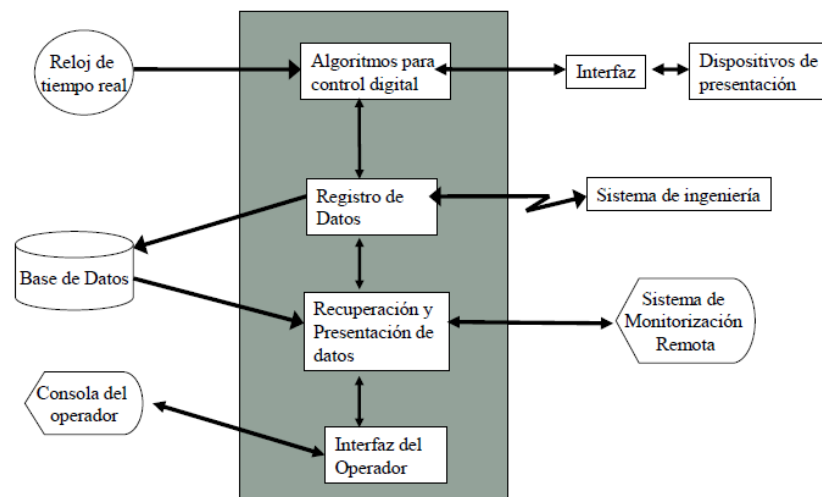 Reloj de
tiempo real
Algoritmos para
control digital
Interfaz
Dispositivos de
presentación
Registro de
Datos
Sistema de ingeniería
Base de Datos
Recuperación y
Presentación de
datos
Sistema de
Monitorización
Remota
Consola del
operador
Interfaz del
Operador